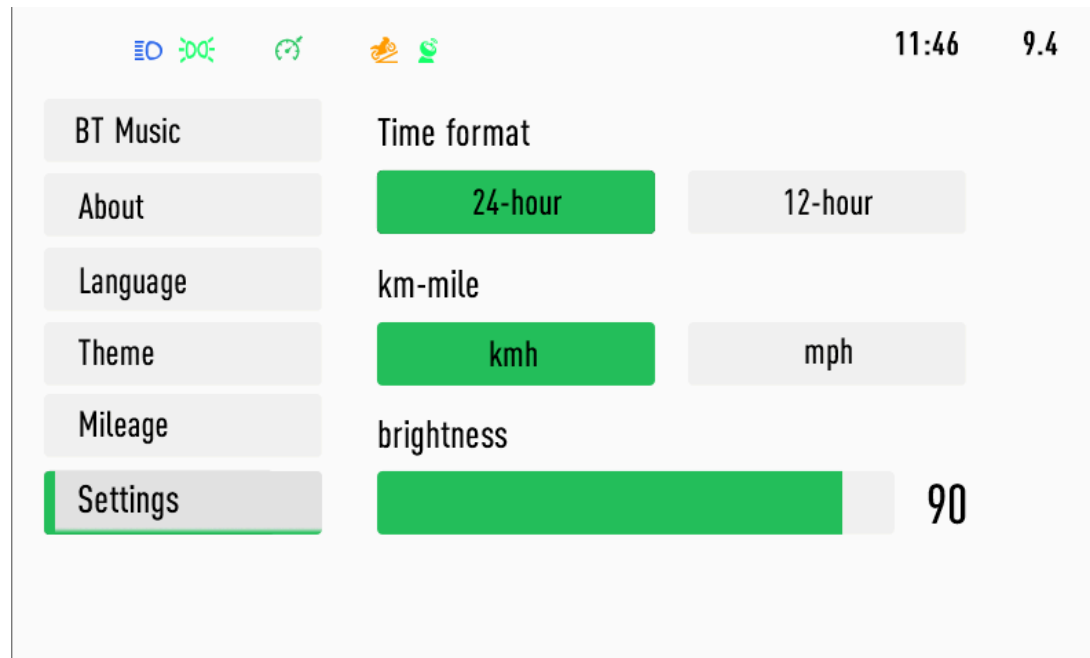 11:46 9.4
BT Music
About
Language
Theme
Mileage
Settings
Time format
24-hour 12-hour
km-mile
kmh mph
brightness
90